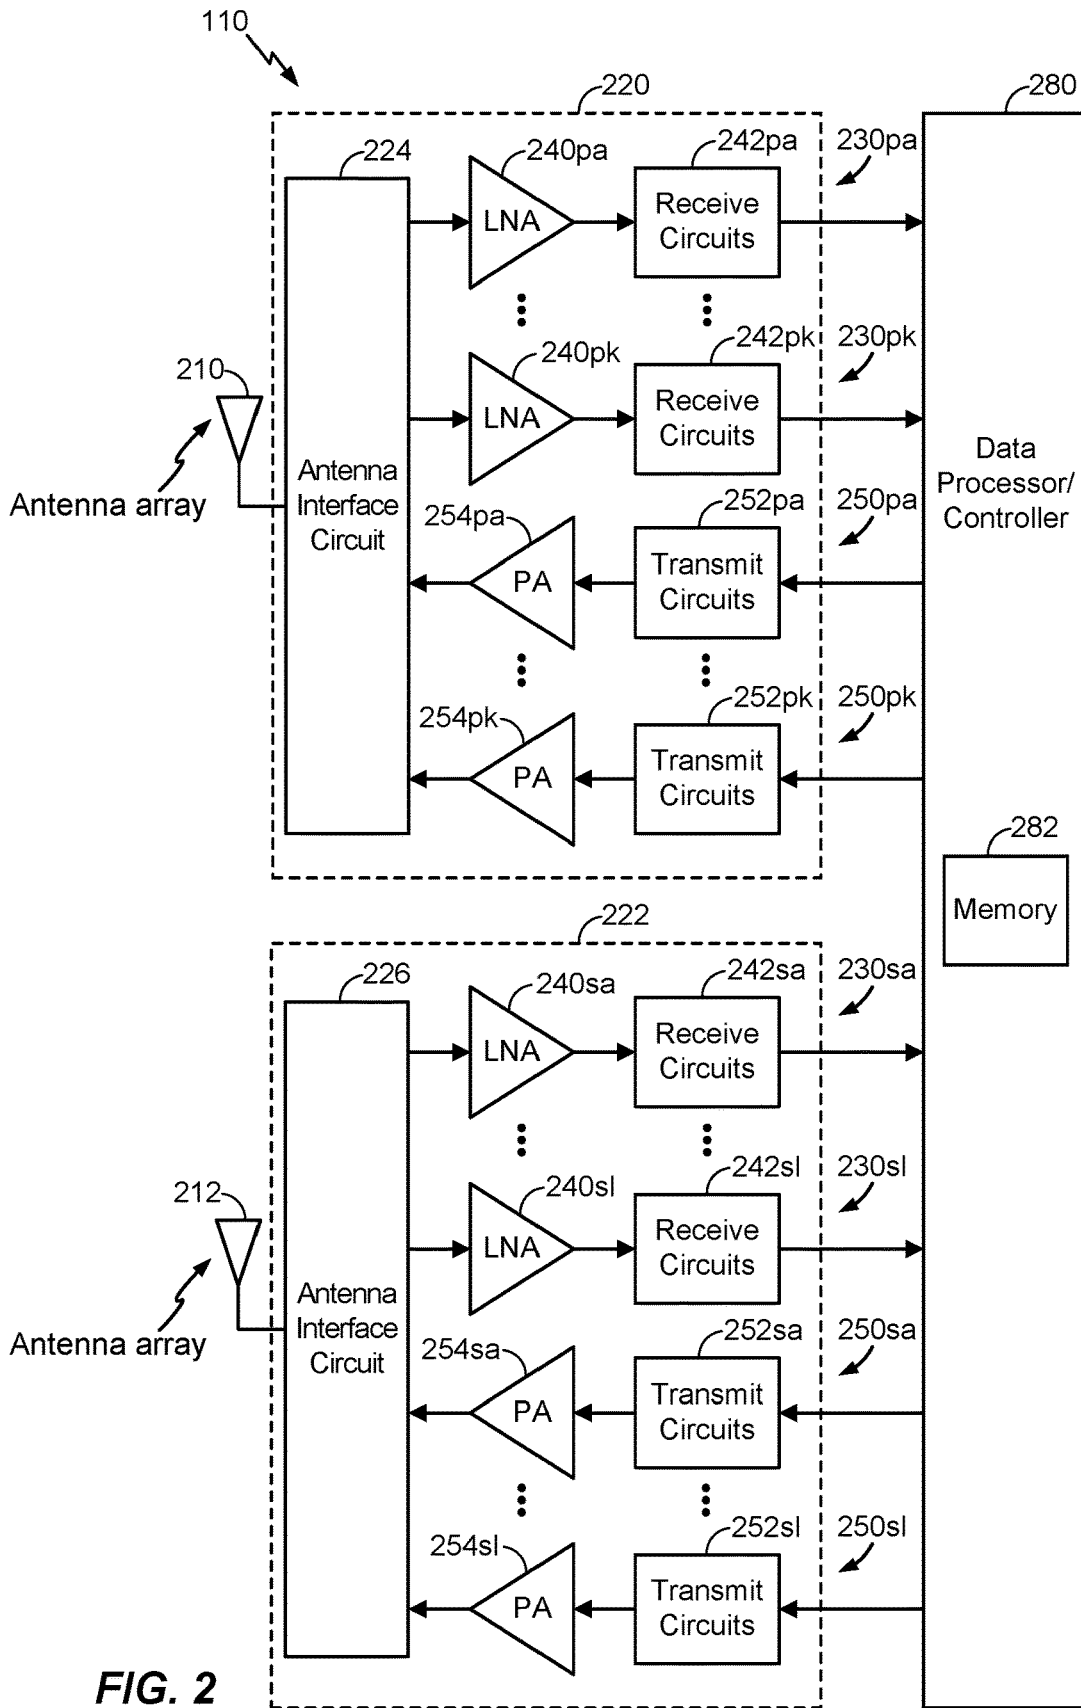 110
220
280
224
240pa
242pa
230pa
LNA
Receive
Circuits
240pk
242pk
230pk
210
LNA
Receive
Circuits
Antenna array
Antenna
Interface
Circuit
Data
Processor/
Controller
254pa
252pa
250pa
PA
Transmit
Circuits
254pk
252pk
250pk
PA
Transmit
Circuits
282
Memory
222
226
240sa
242sa
230sa
LNA
Receive
Circuits
240sl
242sl
230sl
212
LNA
Receive
Circuits
Antenna array
Antenna
Interface
Circuit
254sa
252sa
250sa
PA
Transmit
Circuits
254sl
252sl
250sl
PA
Transmit
Circuits
FIG. 2